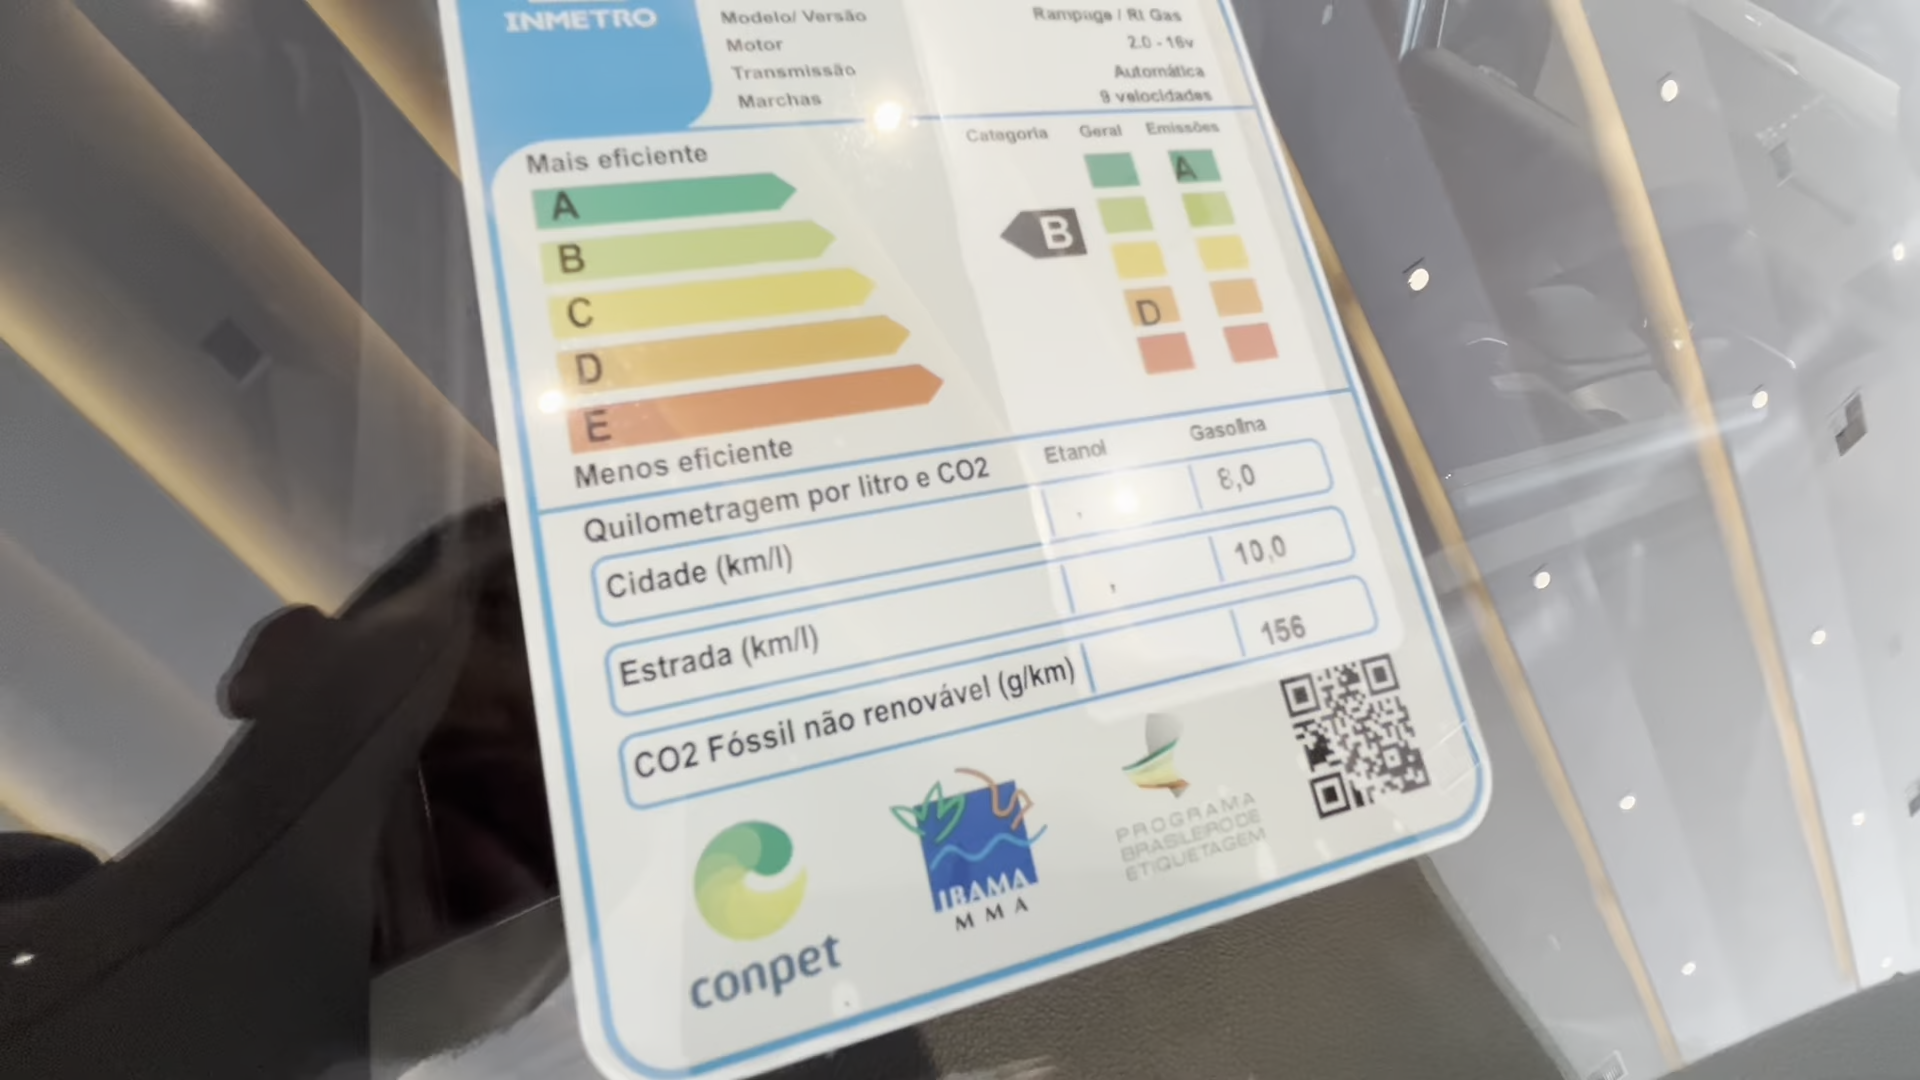 INMETRO
Modelo/ Versão Rampage / Rt Gas
Motor 2.0 - 16v
Transmissão Automática
Marchas 9 velocidades
Categoria Geral Emissões
Mais eficiente
A
B
C
D
E
Menos eficiente
B
A
D
Quilometragem por litro e CO2 Etanol Gasolina
Cidade (km/l) , 8,0
Estrada (km/l) , 10,0
CO2 Fóssil não renovável (g/km) 156
conpet
IBAMA
MMA
PROGRAMA
BRASILEIRO DE
ETIQUETAGEM